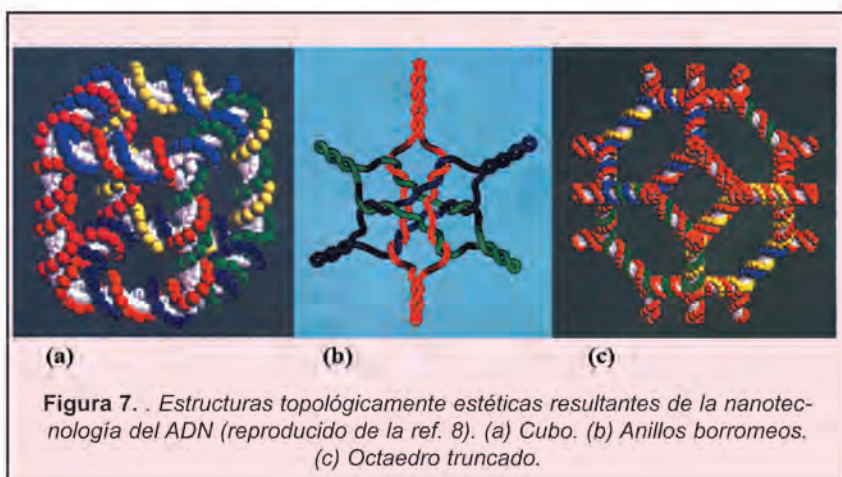 (a) (b) (c)
Figura 7. . Estructuras topológicamente estéticas resultantes de la nanotec-
nología del ADN (reproducido de la ref. 8). (a) Cubo. (b) Anillos borromeos.
(c) Octaedro truncado.